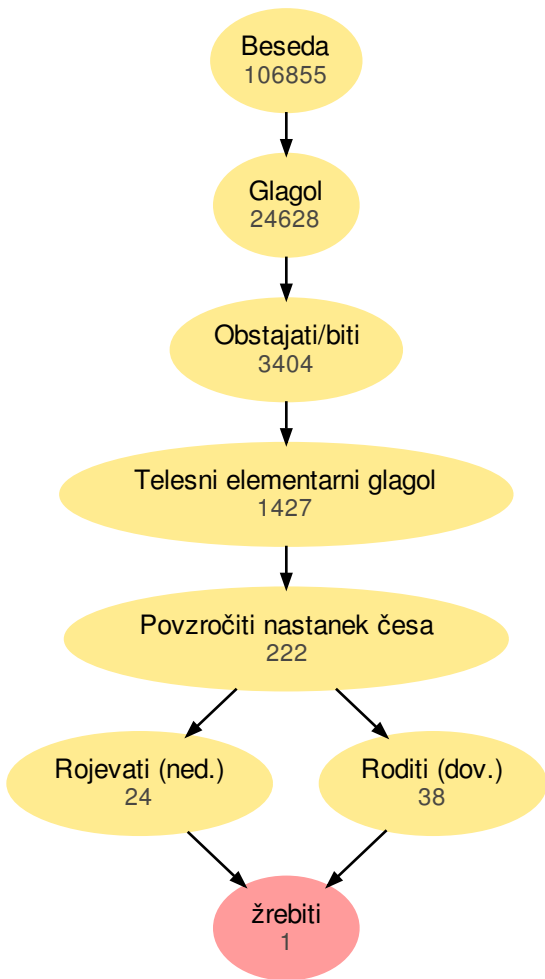 Beseda
106855
Glagol
24628
Obstajati/biti
3404
Telesni elementarni glagol
1427
Povzročiti nastanek česa
222
Rojevati (ned.)
24
Roditi (dov.)
38
žrebiti
1